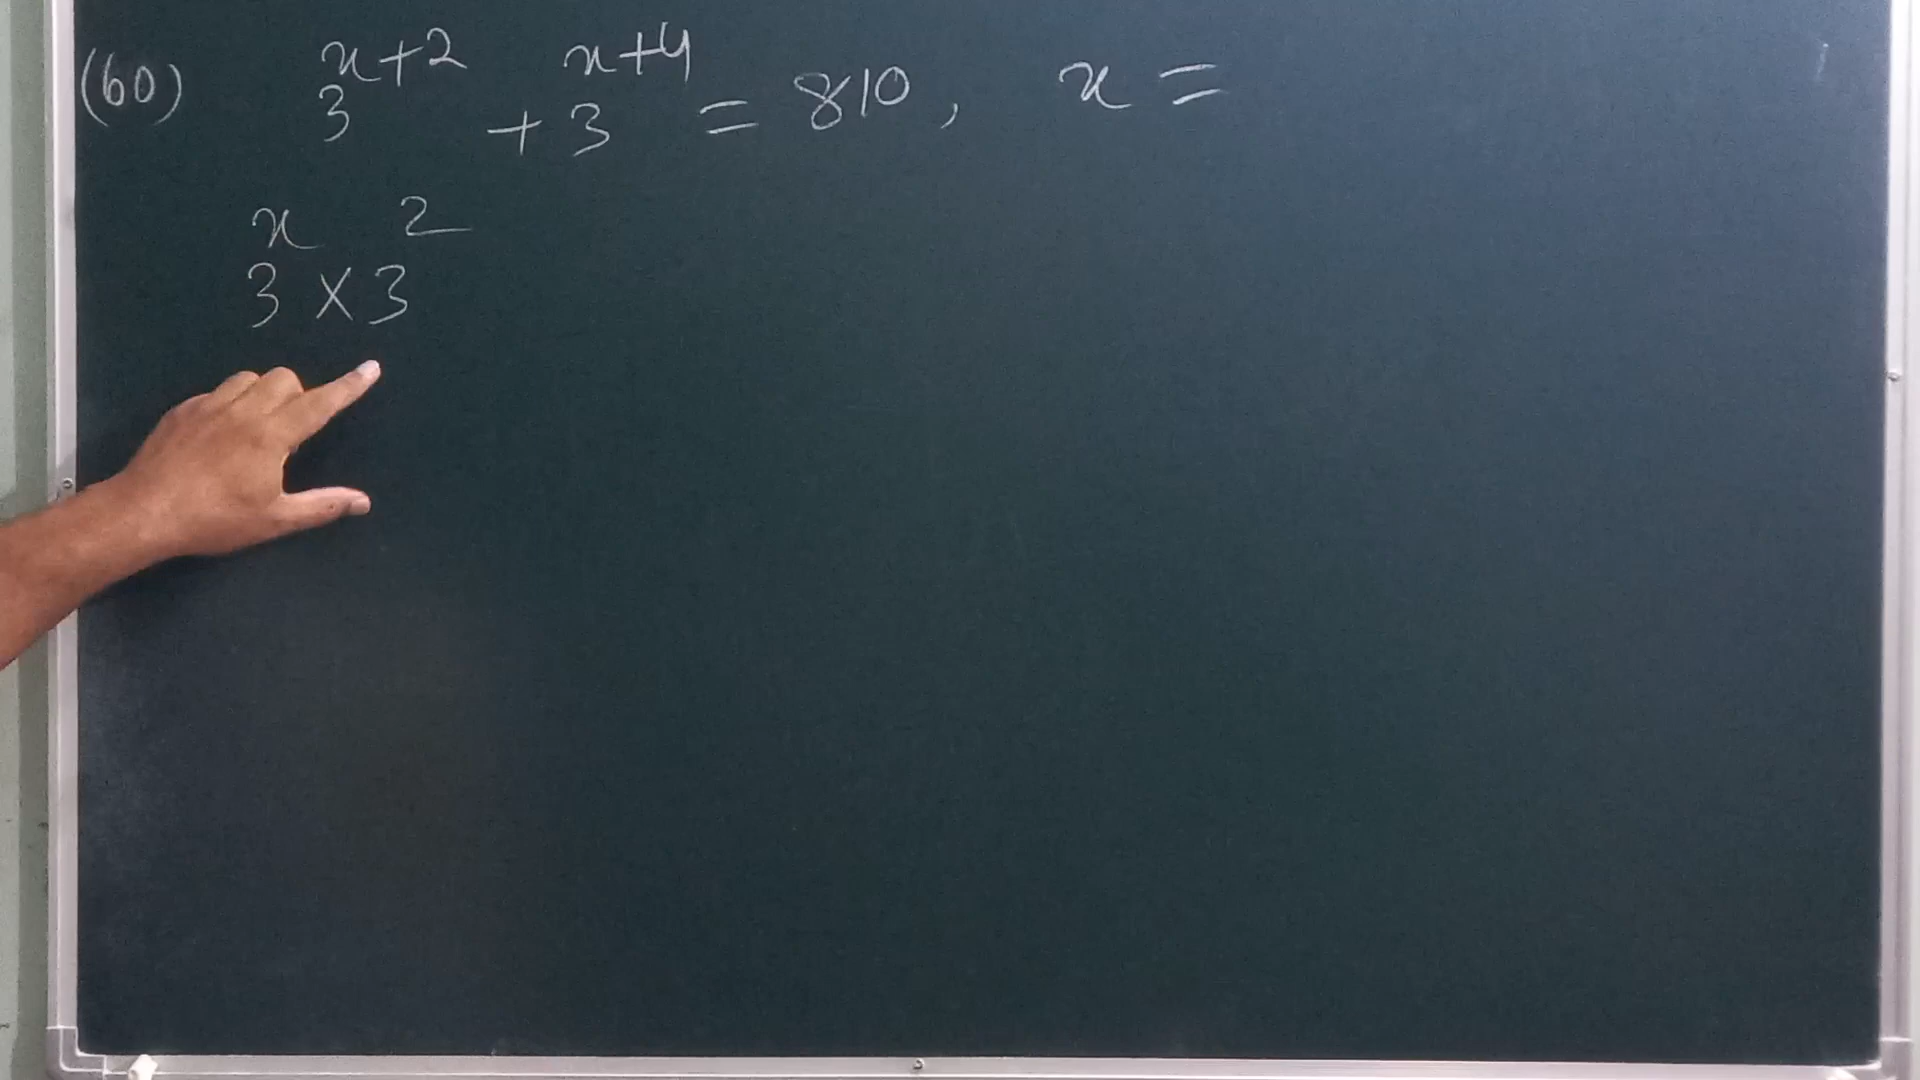 (60) 3^{x+2} + 3^{x+4} = 810, x =
3^x × 3^2